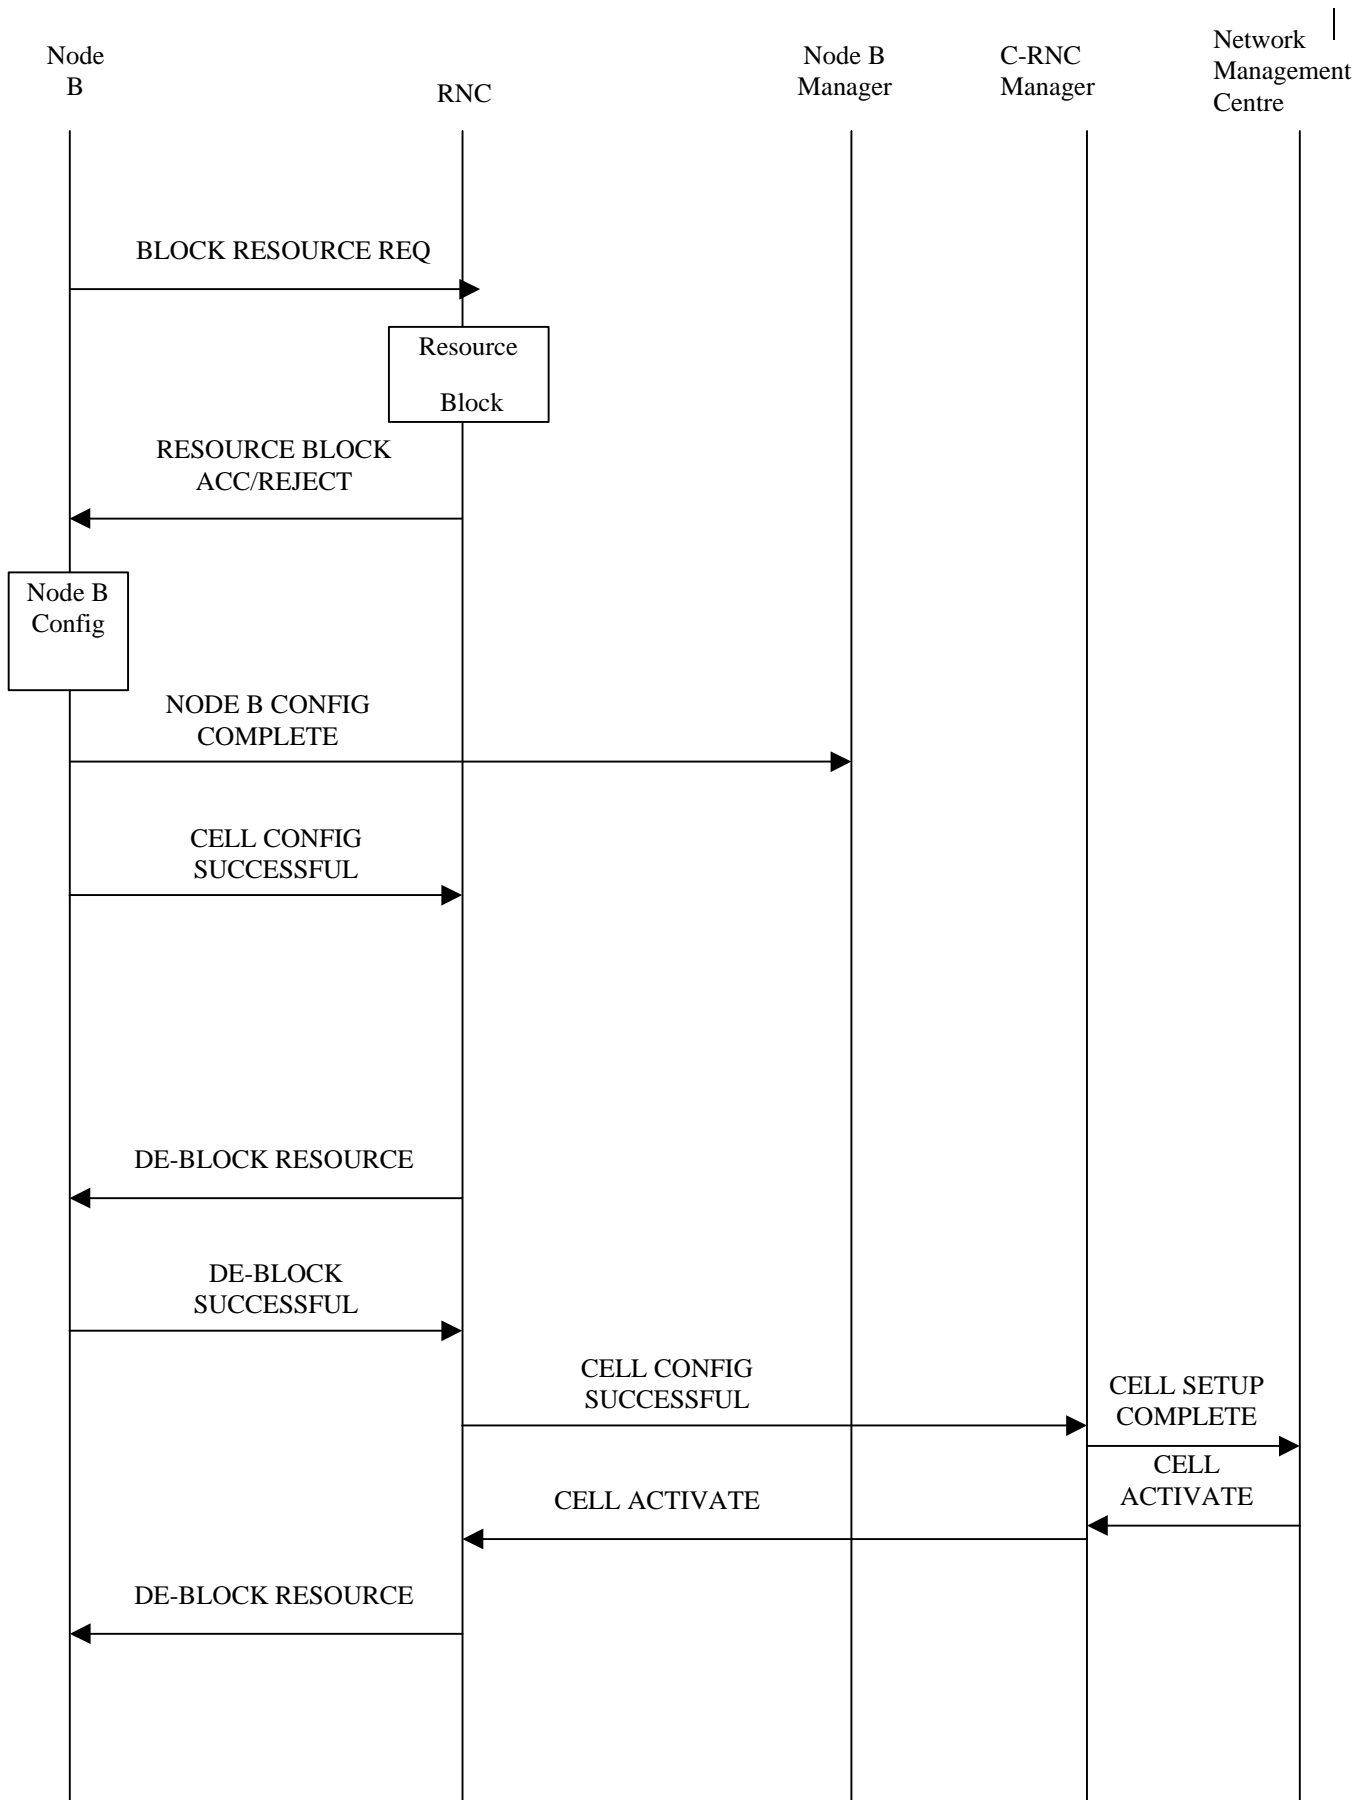 Node
B
RNC
Node B
Manager
C-RNC
Manager
Network
Management
Centre
BLOCK RESOURCE REQ
Resource
Block
RESOURCE BLOCK
ACC/REJECT
Node B
Config
NODE B CONFIG
COMPLETE
CELL CONFIG
SUCCESSFUL
DE-BLOCK RESOURCE
DE-BLOCK
SUCCESSFUL
CELL CONFIG
SUCCESSFUL
CELL SETUP
COMPLETE
CELL
ACTIVATE
CELL ACTIVATE
DE-BLOCK RESOURCE